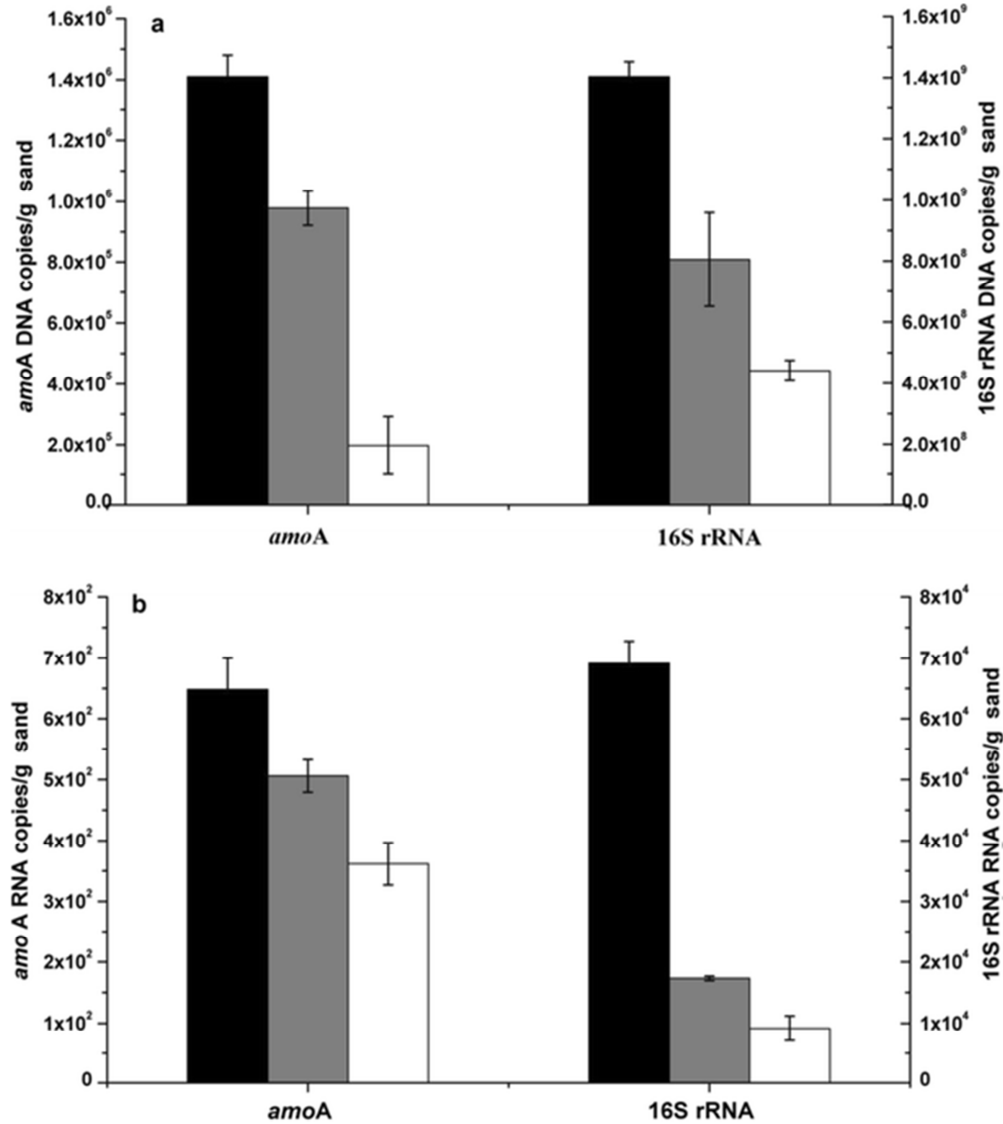 a
1.6x10⁶
1.4x10⁶
1.2x10⁶
1.0x10⁶
8.0x10⁵
6.0x10⁵
4.0x10⁵
2.0x10⁵
0.0
amoA DNA copies/g sand
1.6x10⁹
1.4x10⁹
1.2x10⁹
1.0x10⁹
8.0x10⁸
6.0x10⁸
4.0x10⁸
2.0x10⁸
0.0
16S rRNA DNA copies/g sand
amoA
16S rRNA
b
8x10²
7x10²
6x10²
5x10²
4x10²
3x10²
2x10²
1x10²
0
amo A RNA copies/g sand
8x10⁴
7x10⁴
6x10⁴
5x10⁴
4x10⁴
3x10⁴
2x10⁴
1x10⁴
0
16S rRNA RNA copies/g sand
amoA
16S rRNA